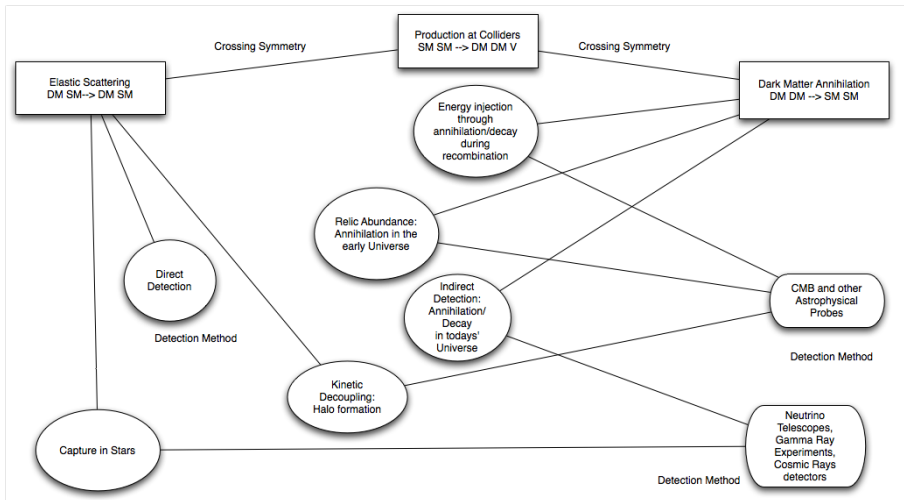 Production at Colliders
SM SM --> DM DM V
Crossing Symmetry
Crossing Symmetry
Elastic Scattering
DM SM--> DM SM
Dark Matter Annihilation
DM DM --> SM SM
Energy injection
through
annihilation/decay
during
recombination
Relic Abundance:
Annihilation in the
early Universe
Direct
Detection
Indirect
Detection:
Annihilation/
Decay
in todays'
Universe
CMB and other
Astrophysical
Probes
Detection Method
Detection Method
Kinetic
Decoupling:
Halo formation
Capture in Stars
Neutrino
Telescopes,
Gamma Ray
Experiments,
Cosmic Rays
detectors
Detection Method